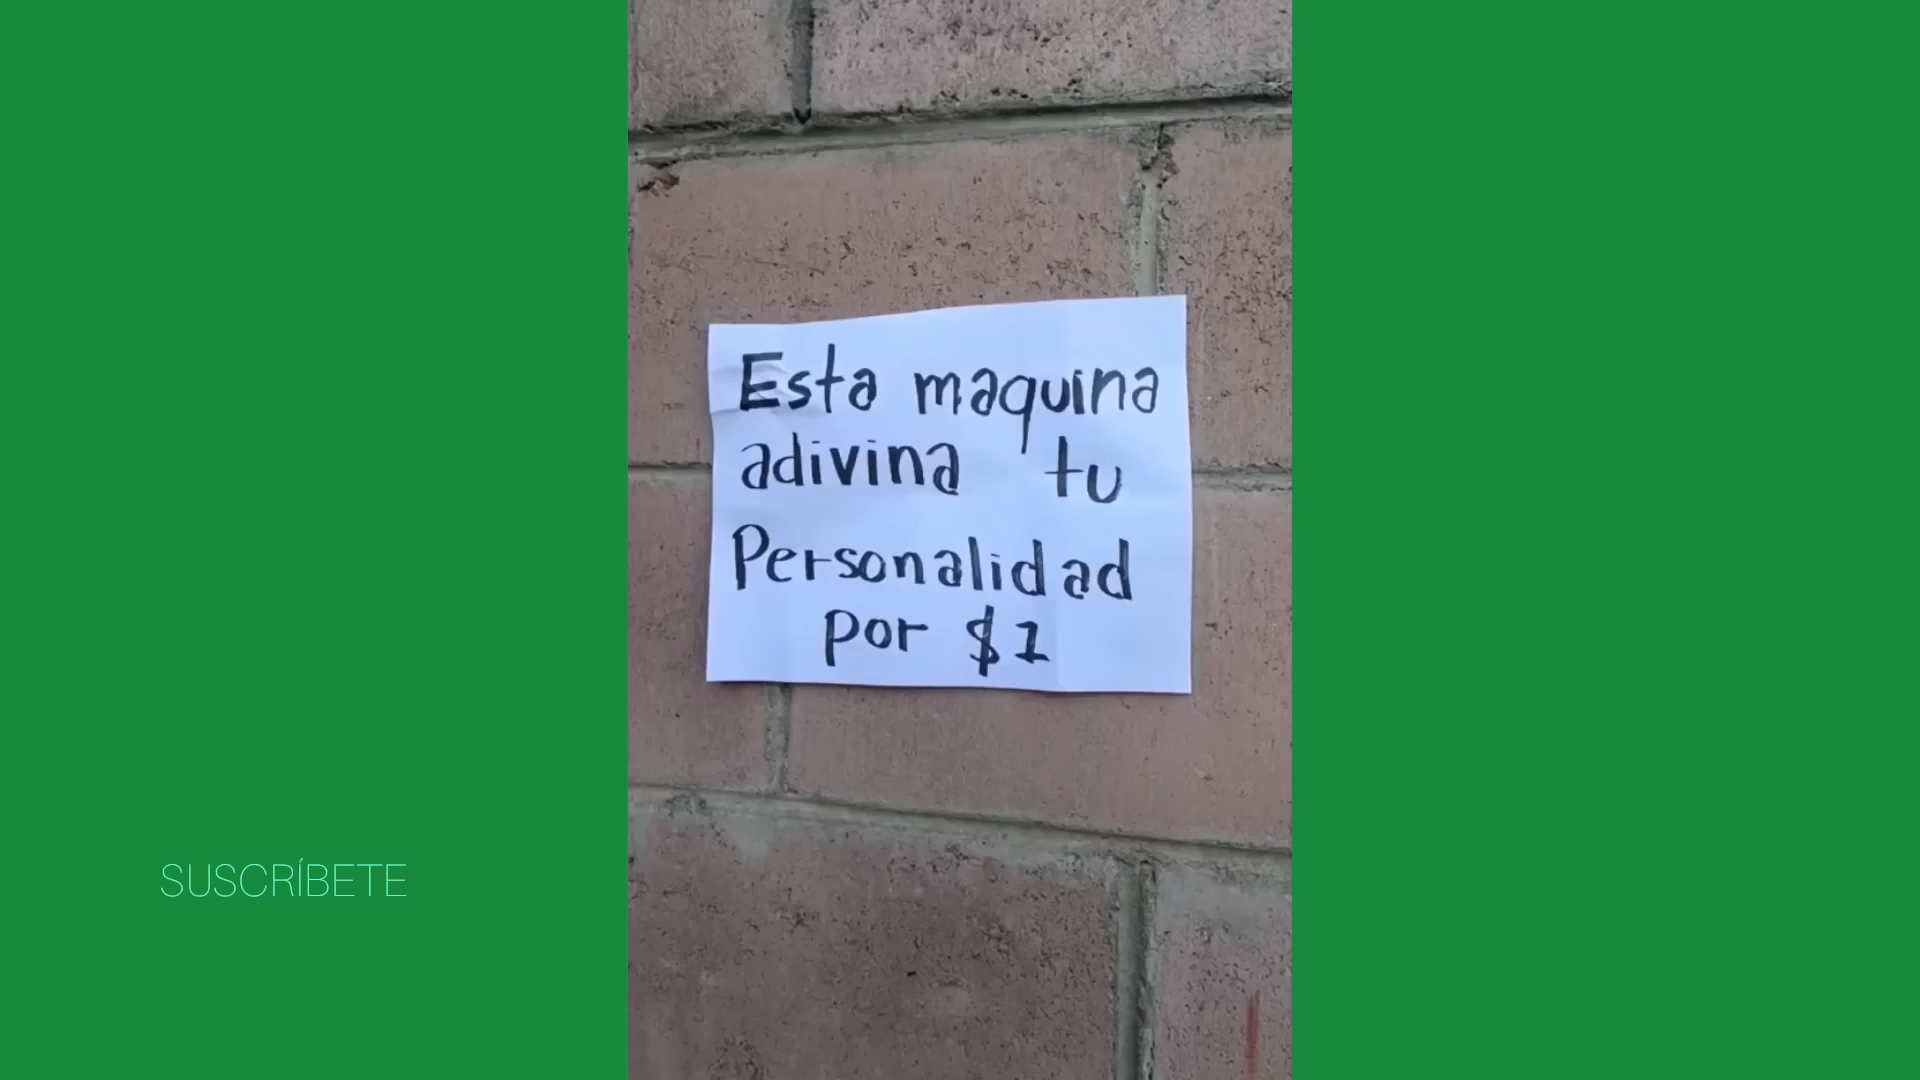 Esta maquina
adivina tu
Personalidad
por $1
SUSCRÍBETE